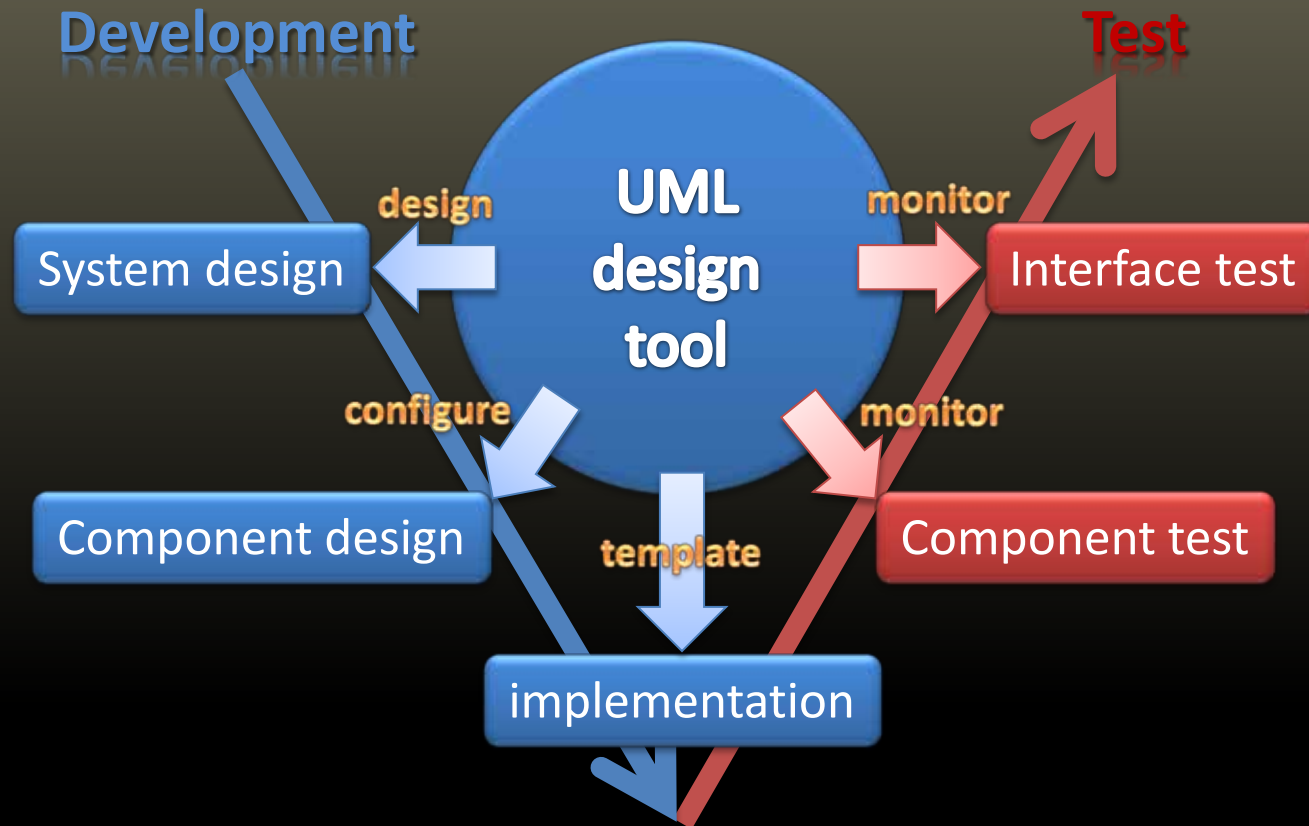 Development
Test
UML
design
tool
design
monitor
System design
Interface test
configure
monitor
Component design
Component test
template
implementation